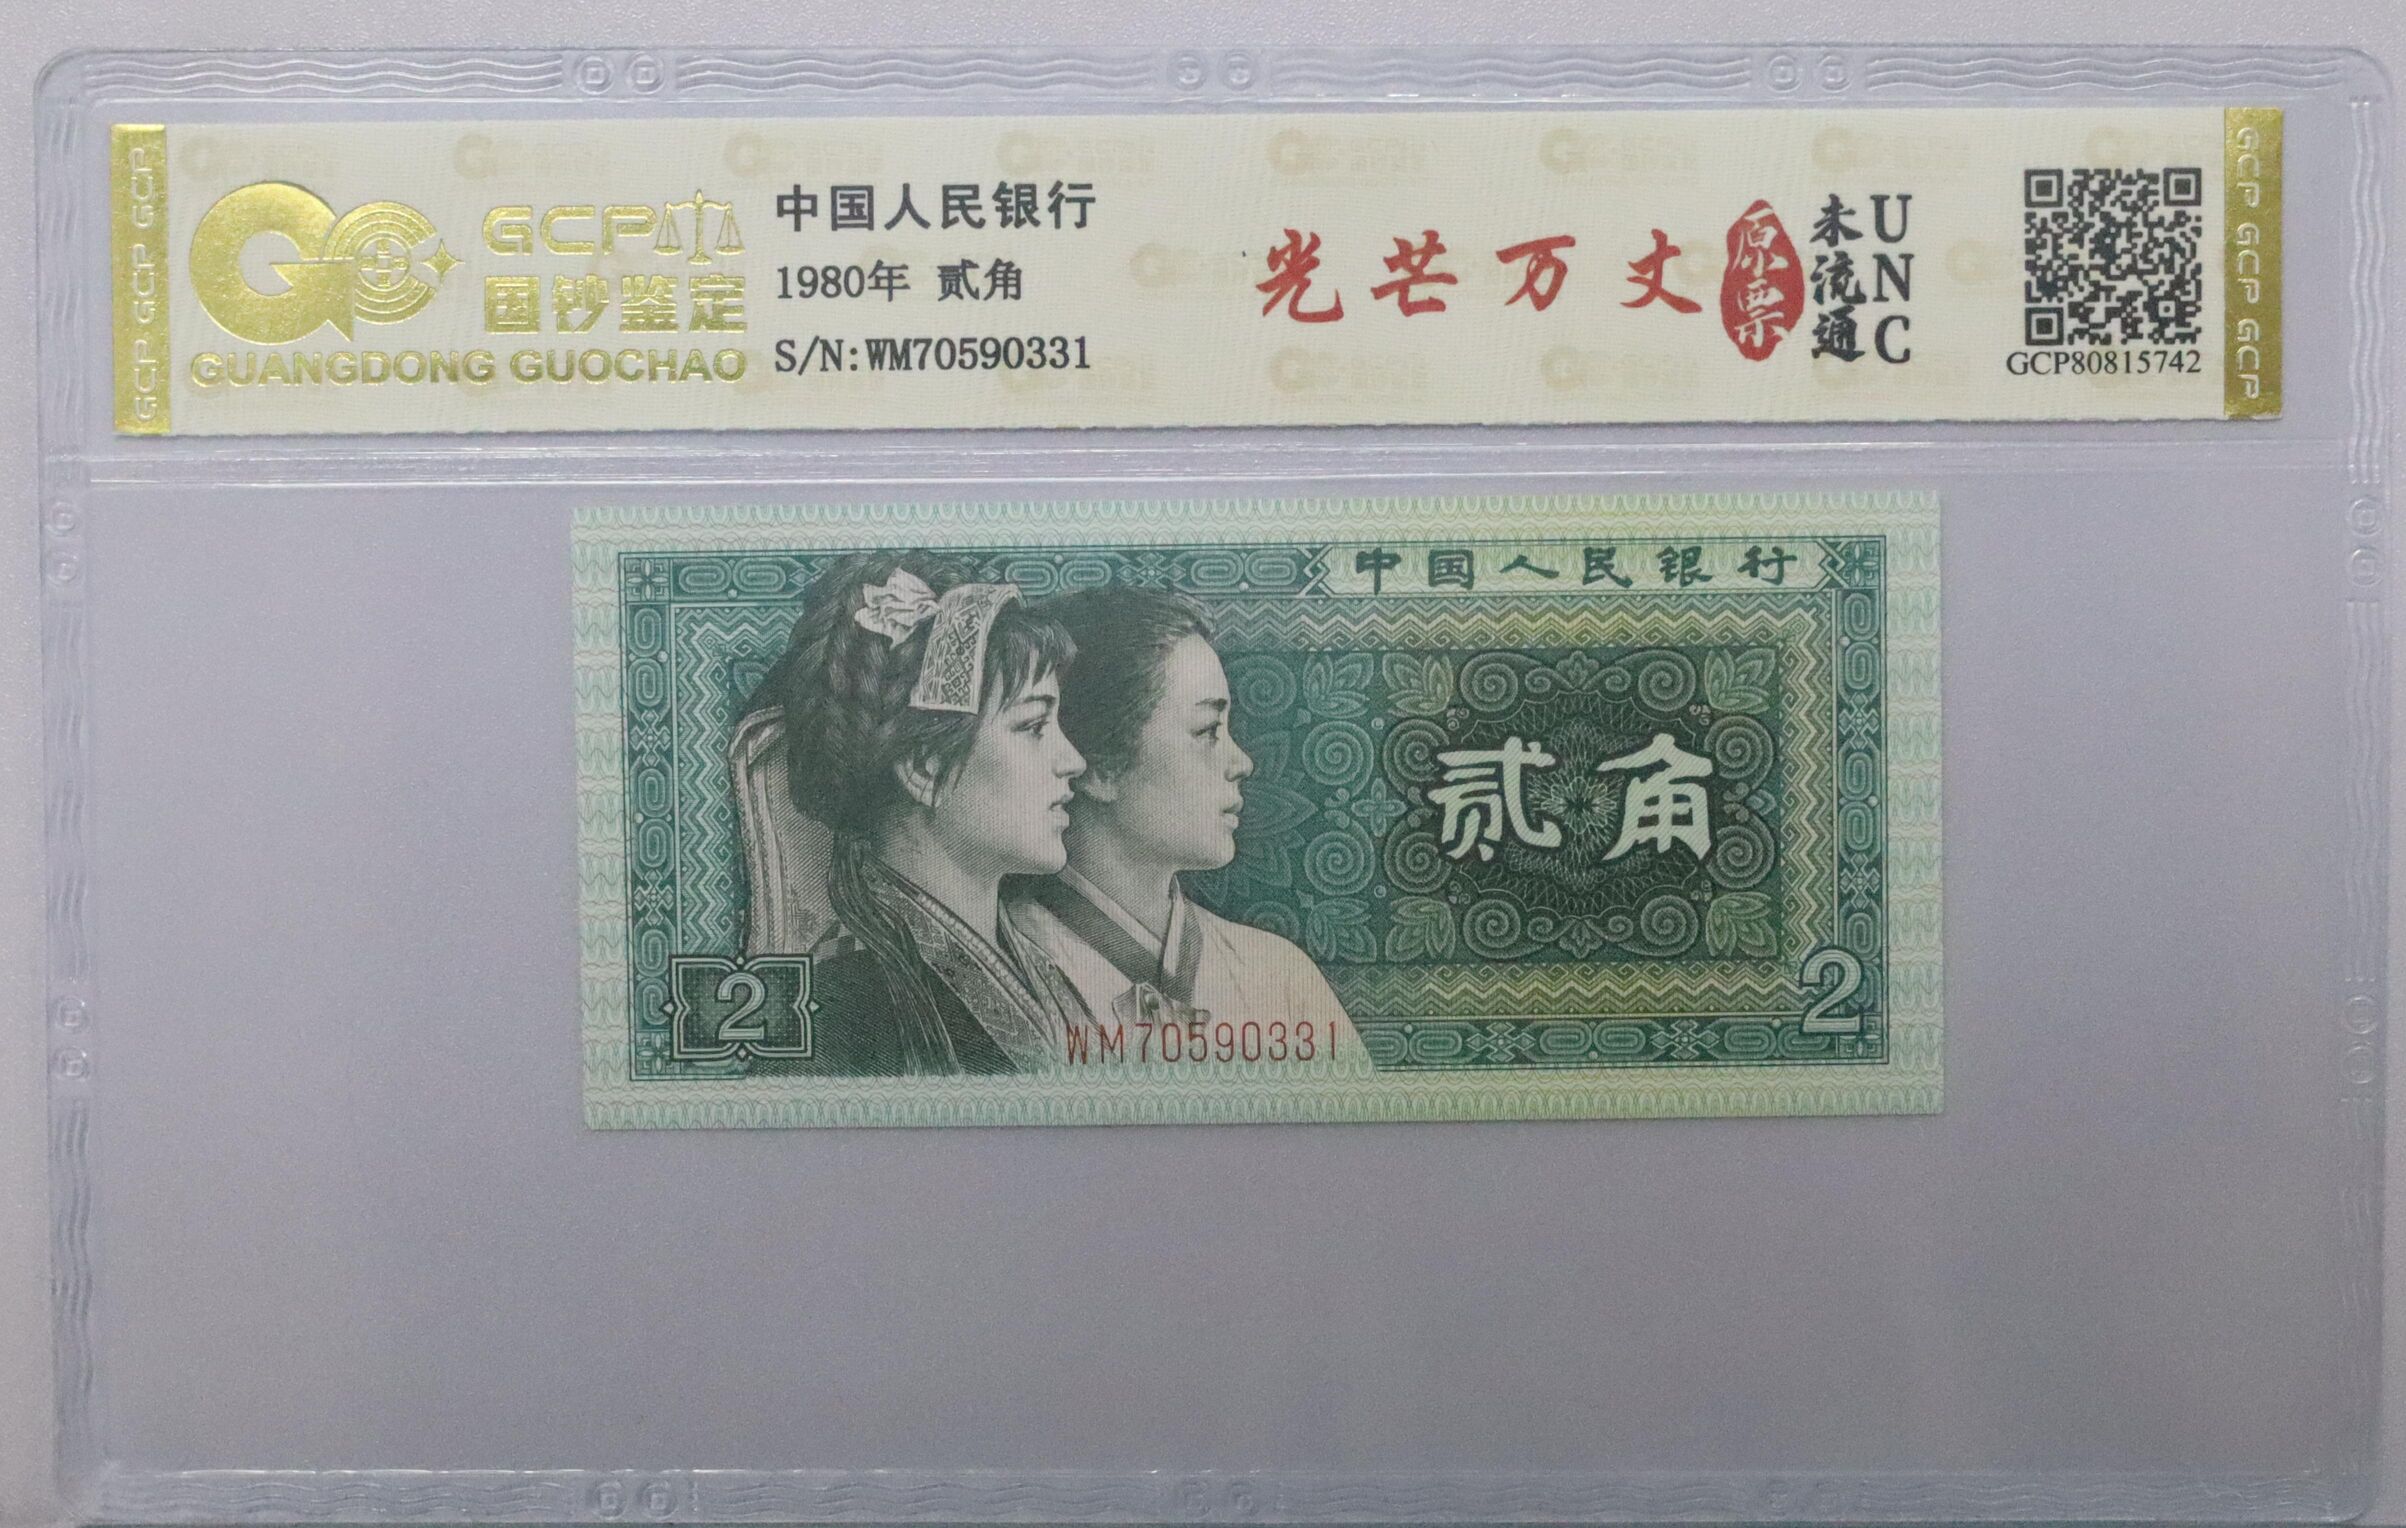 GCP GCP GCP
GCP
国钞鉴定
GUANGDONG GUOCHAO
中国人民银行
1980年 贰角
S/N:WM70590331
光芒万丈
原票
未流通
UNC
GCP80815742
GCP GCP GCP
中国人民银行
贰角
2
WM70590331
2